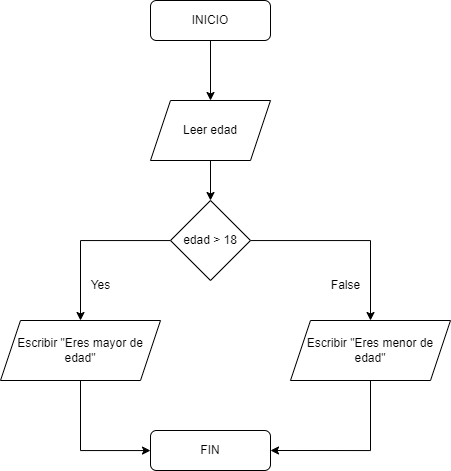 INICIO
Leer edad
edad > 18
Yes
False
Escribir "Eres mayor de
edad"
Escribir "Eres menor de
edad"
FIN